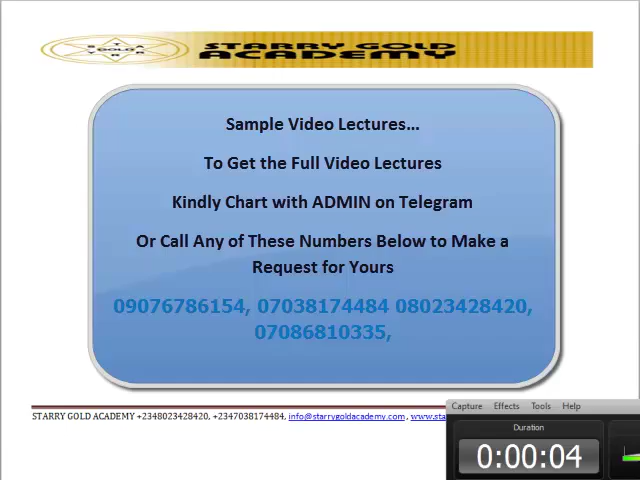 STARRY GOLD
ACADEMY
Sample Video Lectures…
To Get the Full Video Lectures
Kindly Chart with ADMIN on Telegram
Or Call Any of These Numbers Below to Make a
Request for Yours
09076786154, 07038174484 08023428420,
07086810335,
STARRY GOLD ACADEMY +2348023428420, +2347038174484, info@starrygoldacademy.com ,
Capture Effects Tools Help
Duration
0:00:04